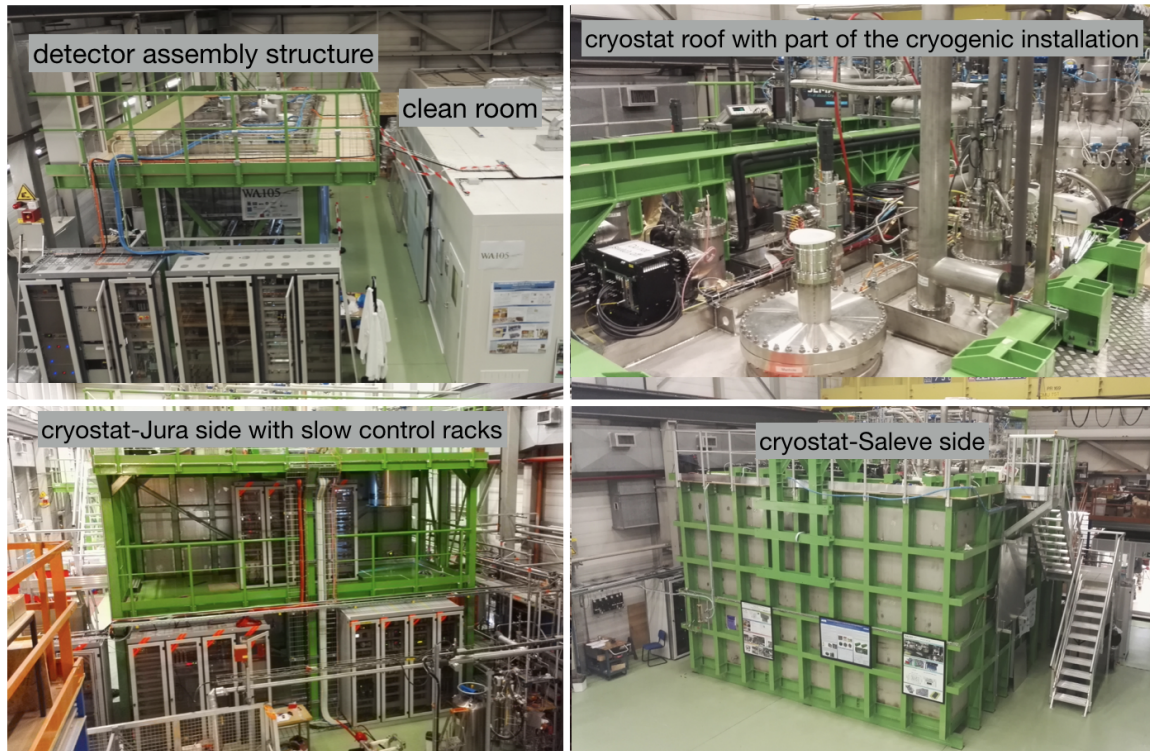 detector assembly structure
clean room
WA105
WA105
cryostat roof with part of the cryogenic installation
cryostat-Jura side with slow control racks
cryostat-Saleve side